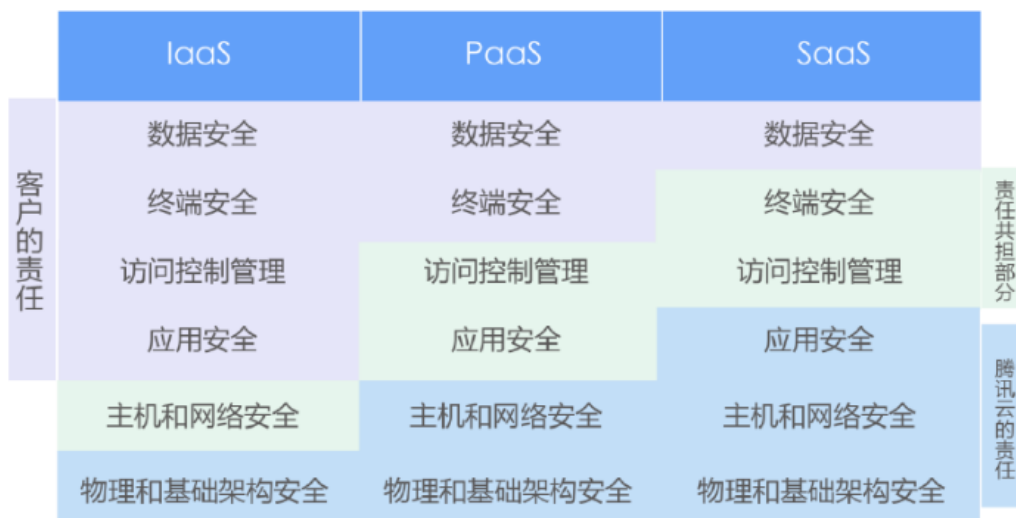 IaaS PaaS SaaS
客户的责任
数据安全 数据安全 数据安全
终端安全 终端安全 终端安全
访问控制管理 访问控制管理 访问控制管理
应用安全 应用安全 应用安全
主机和网络安全 主机和网络安全 主机和网络安全
物理和基础架构安全 物理和基础架构安全 物理和基础架构安全
责任共担部分
腾讯云的责任